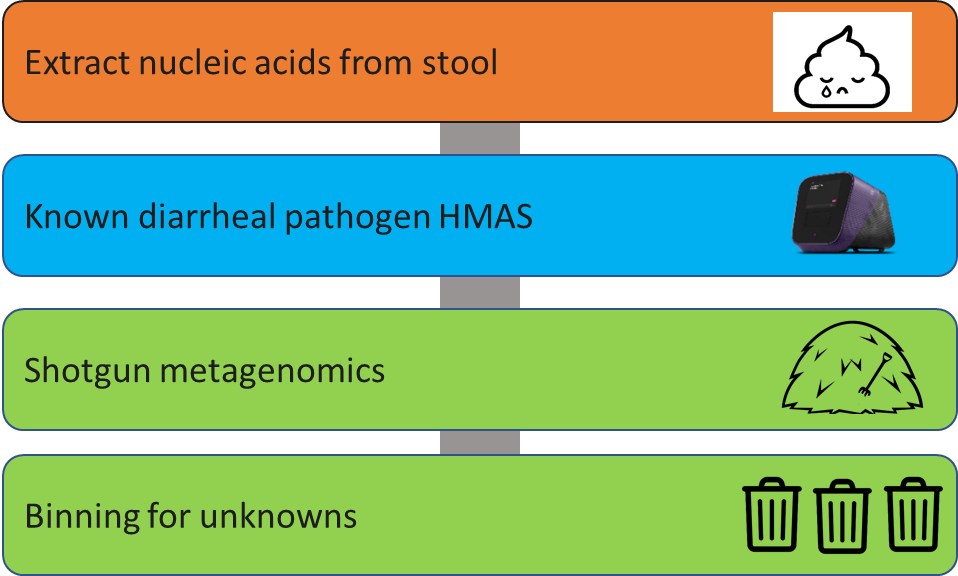 Extract nucleic acids from stool
Known diarrheal pathogen HMAS
Shotgun metagenomics
Binning for unknowns